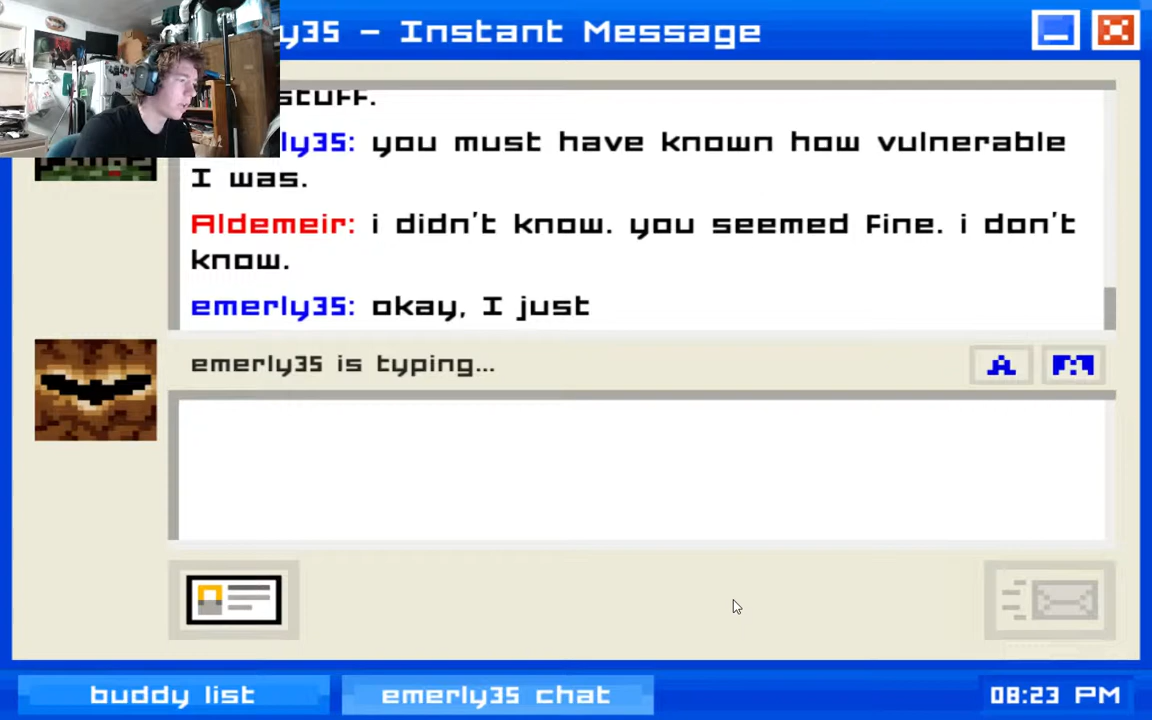 y35 - Instant Message
stuff.
ly35: you must have known how vulnerable
I was.
Aldemeir: i didn't know. you seemed fine. i don't
know.
emerly35: okay, I just
emerly35 is typing...
A
buddy list
emerly35 chat
08:23 PM